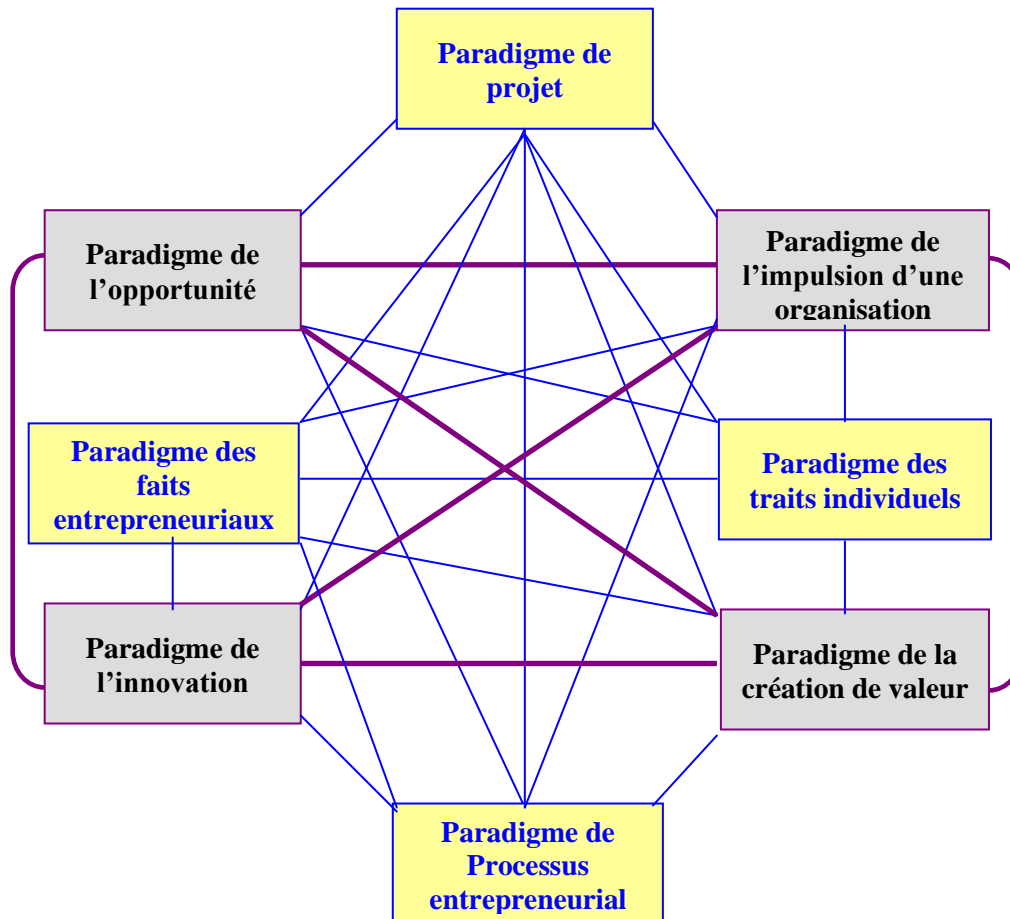 Paradigme de
projet
Paradigme de
l’opportunité
Paradigme de
l’impulsion d’une
organisation
Paradigme des
faits
entrepreneuriaux
Paradigme des
traits individuels
Paradigme de
l’innovation
Paradigme de la
création de valeur
Paradigme de
Processus
entrepreneurial